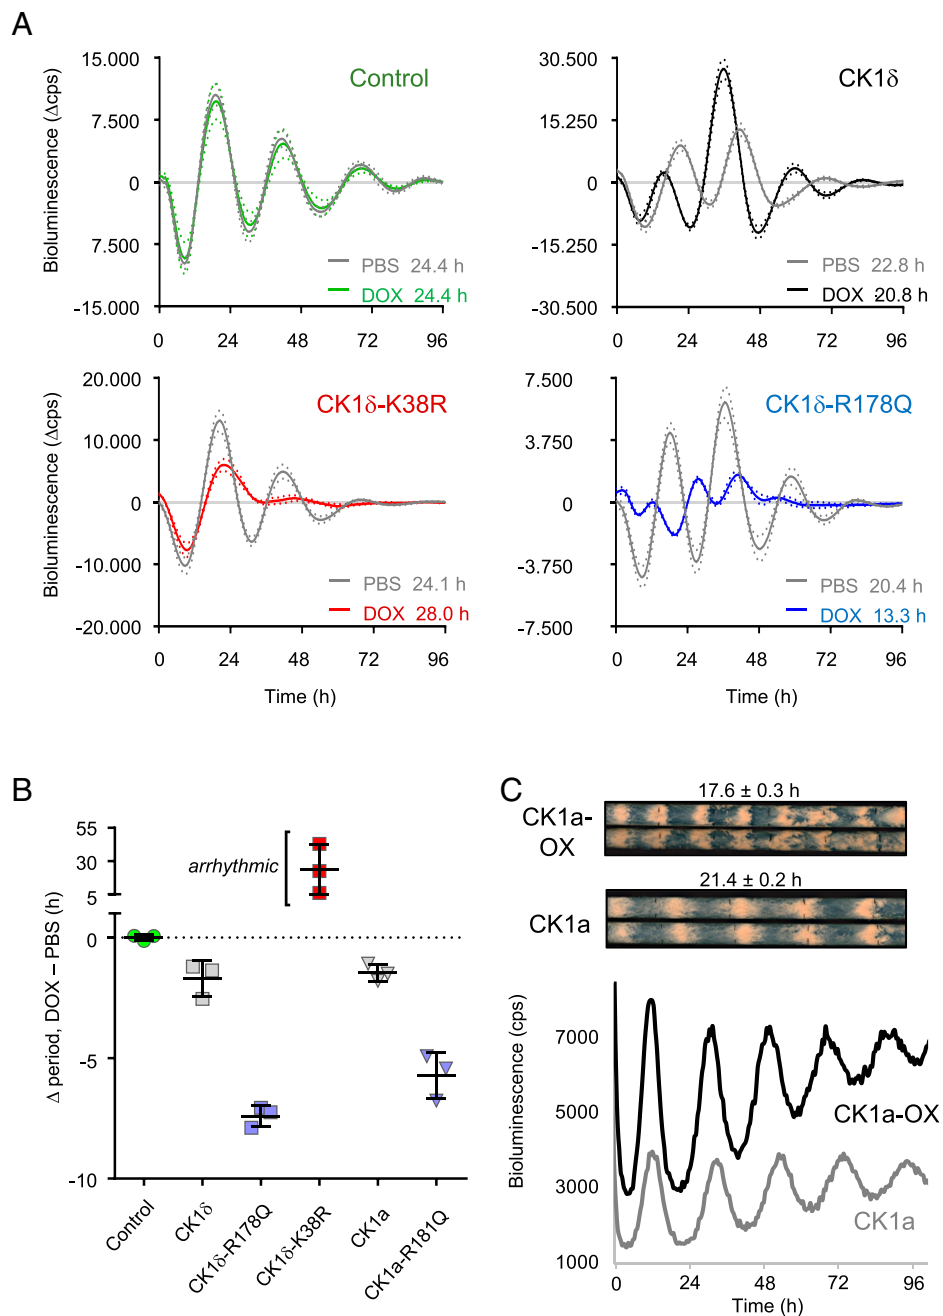 A
Bioluminescence (Δcps)
15.000
7.500
0
7.500
-15.000
Control
PBS 24.4 h
DOX 24.4 h
0 24 48 72 96
30.500
15.250
0
-15.250
-30.500
CK1δ
PBS 22.8 h
DOX 20.8 h
0 24 48 72 96
Bioluminescence (Δcps)
20.000
10.000
0
-10.000
-20.000
CK1δ-K38R
PBS 24.1 h
DOX 28.0 h
0 24 48 72 96
Time (h)
7.500
3.750
0
-3.750
-7.500
CK1δ-R178Q
PBS 20.4 h
DOX 13.3 h
0 24 48 72 96
Time (h)
B
Δ period, DOX – PBS (h)
55
30
5
0
-5
-10
arrhythmic
Control
CK1δ
CK1δ-R178Q
CK1δ-K38R
CK1a
CK1a-R181Q
C
17.6 ± 0.3 h
CK1a-
OX
21.4 ± 0.2 h
CK1a
Bioluminescence (cps)
7000
5000
3000
1000
CK1a-OX
CK1a
0 24 48 72 96
Time (h)